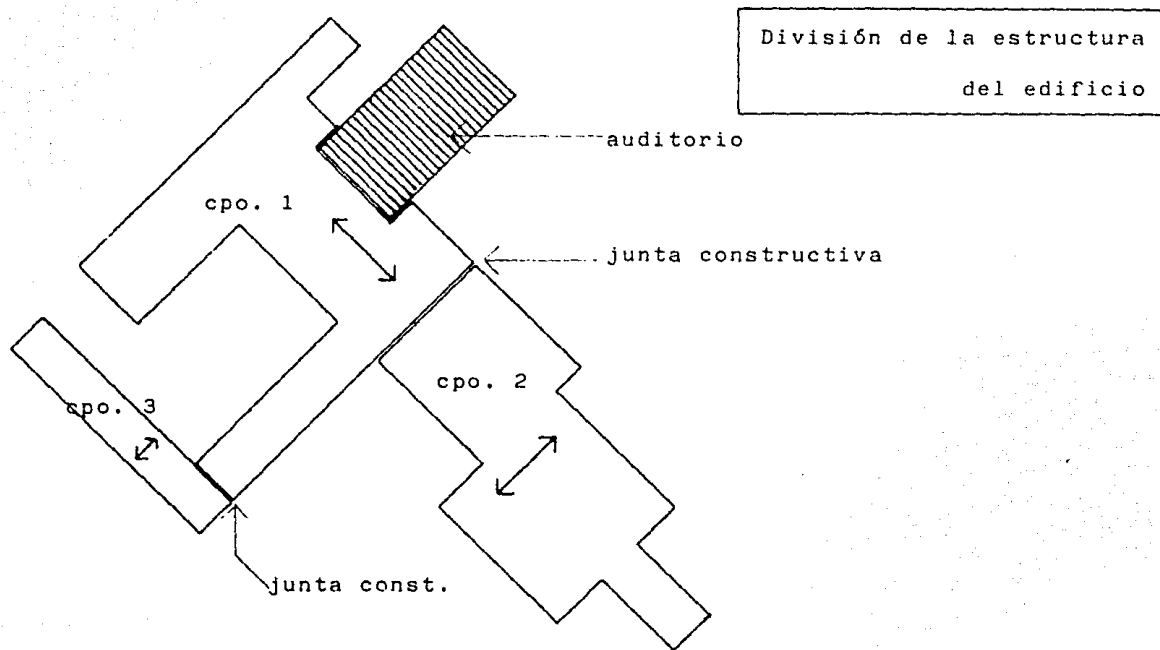 División de la estructura
del edificio
auditorio
cpo. 1
junta constructiva
cpo. 2
cpo. 3
junta const.